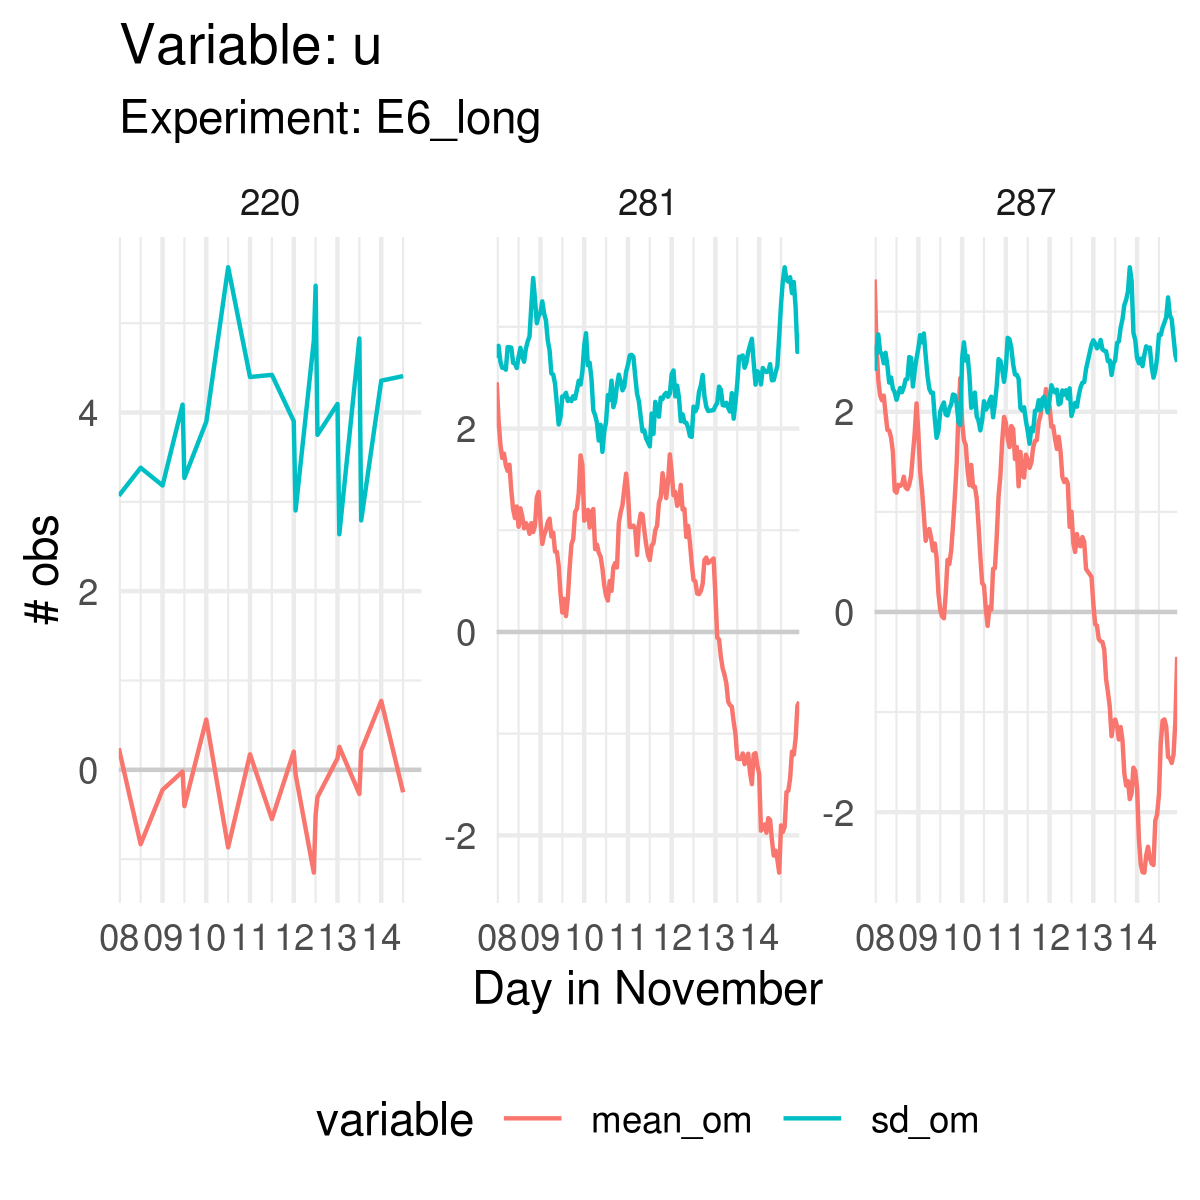 Variable: u
Experiment: E6_long
220 281 287
# obs
4
2
0
2
0
-2
2
0
-2
08 09 10 11 12 13 14 08 09 10 11 12 13 14 08 09 10 11 12 13 14
Day in November
variable mean_om sd_om